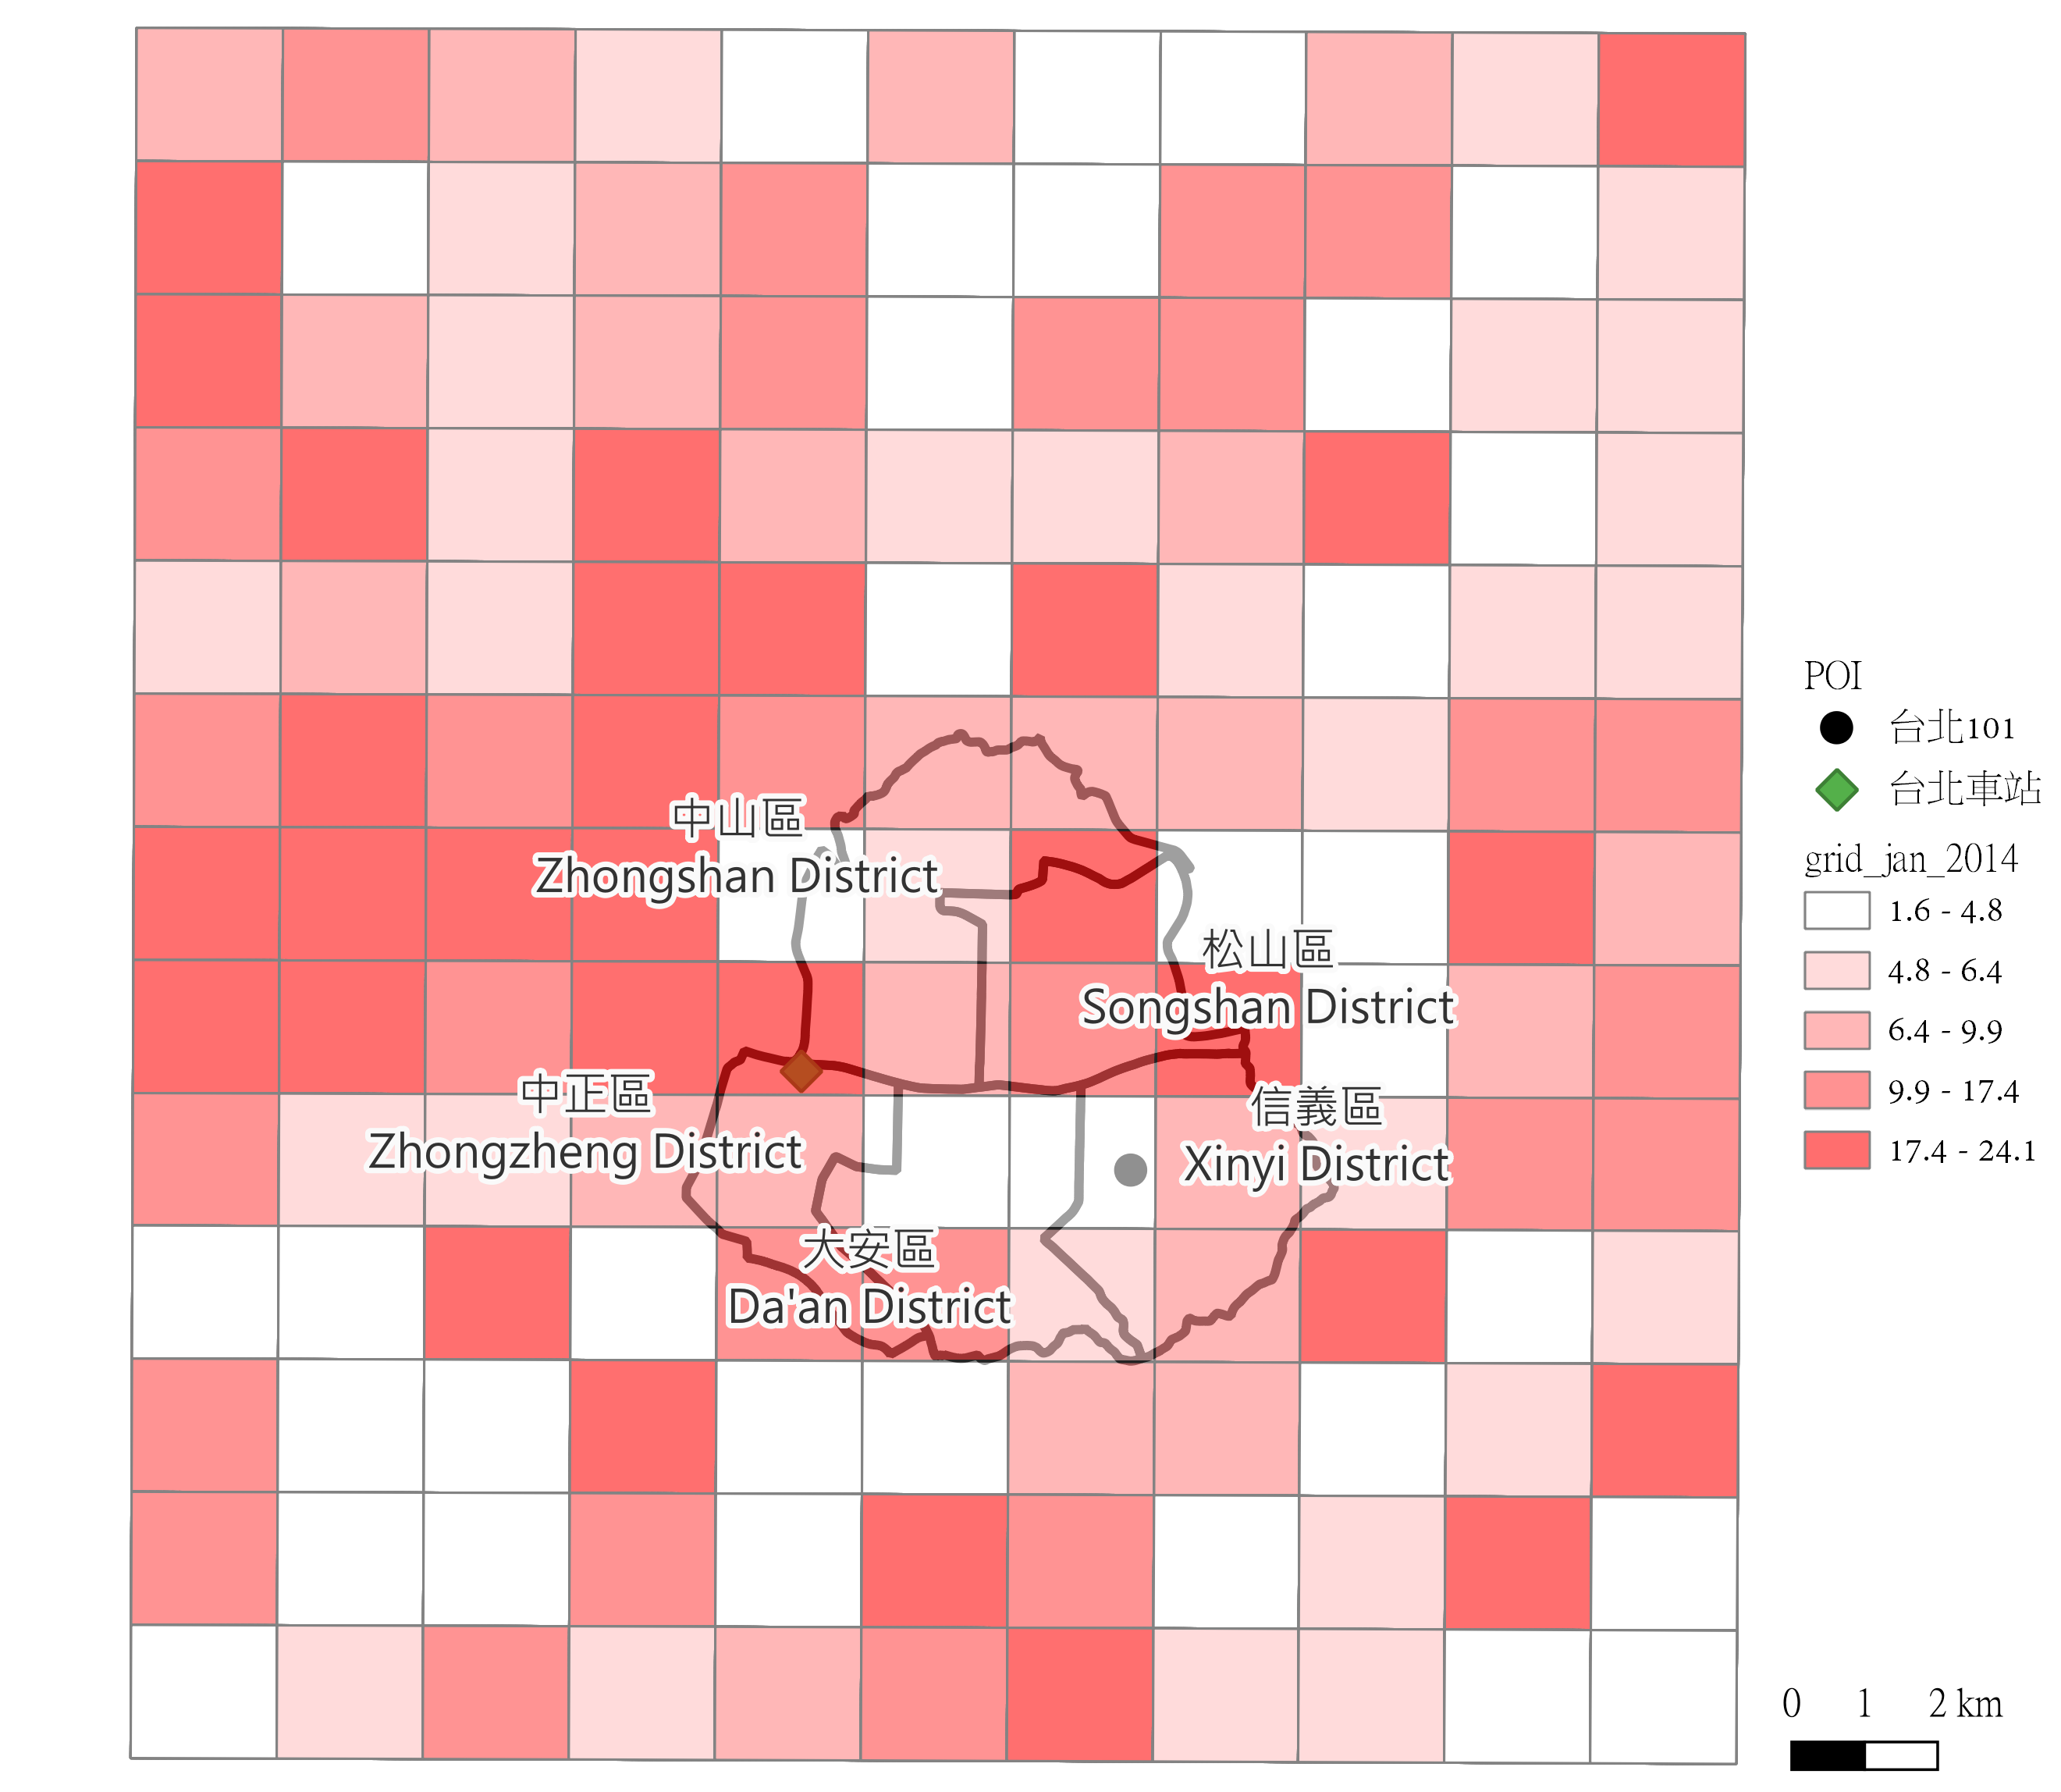 中山區
Zhongshan District
松山區
Songshan District
中正區
Zhongzheng District
信義區
Xinyi District
大安區
Da'an District
POI
台北101
台北車站
grid_jan_2014
1.6 - 4.8
4.8 - 6.4
6.4 - 9.9
9.9 - 17.4
17.4 - 24.1
0 1 2 km